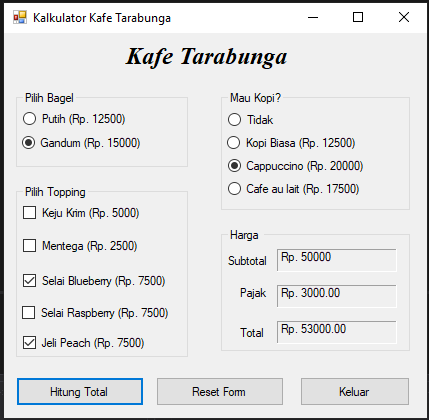 Kalkulator Kafe Tarabunga
Kafe Tarabunga
Pilih Bagel
Putih (Rp. 12500)
Gandum (Rp. 15000)
Pilih Topping
Keju Krim (Rp. 5000)
Mentega (Rp. 2500)
Selai Blueberry (Rp. 7500)
Selai Raspberry (Rp. 7500)
Jeli Peach (Rp. 7500)
Mau Kopi?
Tidak
Kopi Biasa (Rp. 12500)
Cappuccino (Rp. 20000)
Cafe au lait (Rp. 17500)
Harga
Subtotal Rp. 50000
Pajak Rp. 3000.00
Total Rp. 53000.00
Hitung Total Reset Form Keluar